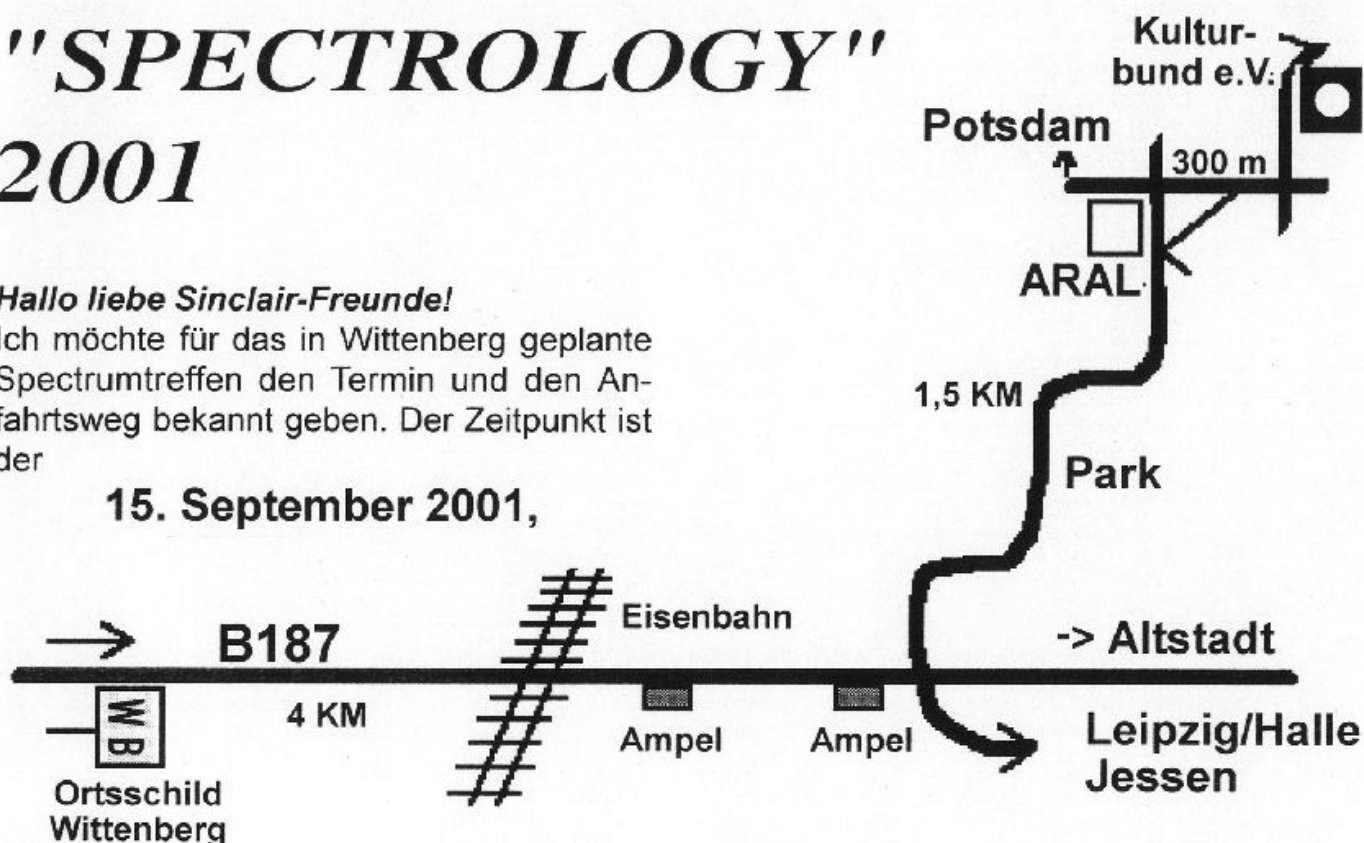 "SPECTROLOGY"
2001
Hallo liebe Sinclair-Freunde!
Ich möchte für das in Wittenberg geplante
Spectrumtreffen den Termin und den An-
fahrtsweg bekannt geben. Der Zeitpunkt ist
der
15. September 2001,
Kultur-
bund e.V.
Potsdam
300 m
ARAL
1,5 KM
Park
Eisenbahn
-> Altstadt
B187
4 KM
WB
Ampel
Ampel
Leipzig/Halle
Jessen
Ortsschild
Wittenberg